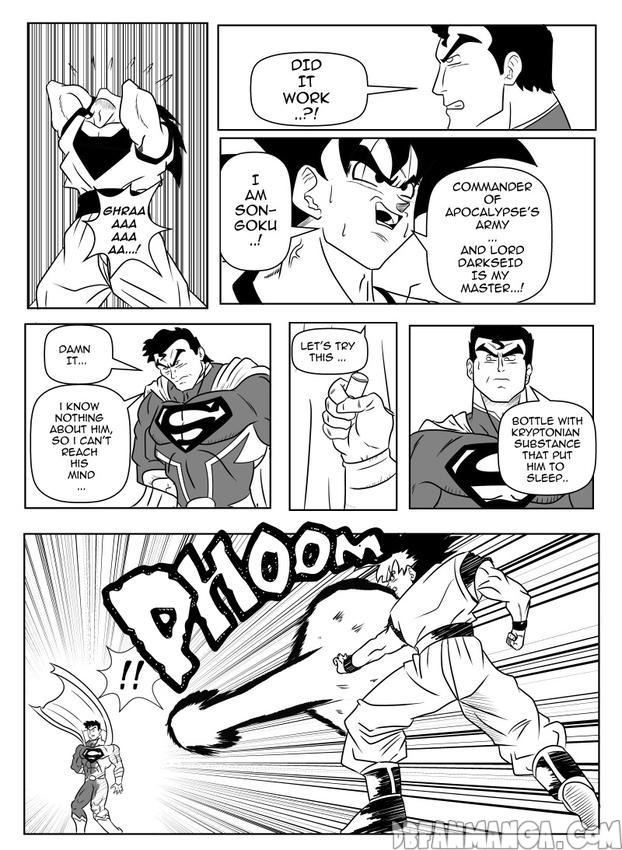 GHRAA
AAA
AAA
AA...!
DID
IT
WORK
..?!
I
AM
SON-
GOKU
..!
COMMANDER
OF
APOCALYPSE'S
ARMY
...
AND LORD
DARKSEID
IS MY
MASTER...!
DAMN
IT...
I KNOW
NOTHING
ABOUT HIM,
SO I CAN'T
REACH
HIS
MIND
...
S
LET'S TRY
THIS ...
BOTTLE WITH
KRYPTONIAN
SUBSTANCE
THAT PUT
HIM TO
SLEEP..
PHOOM
!!
DBFANMANGA.COM